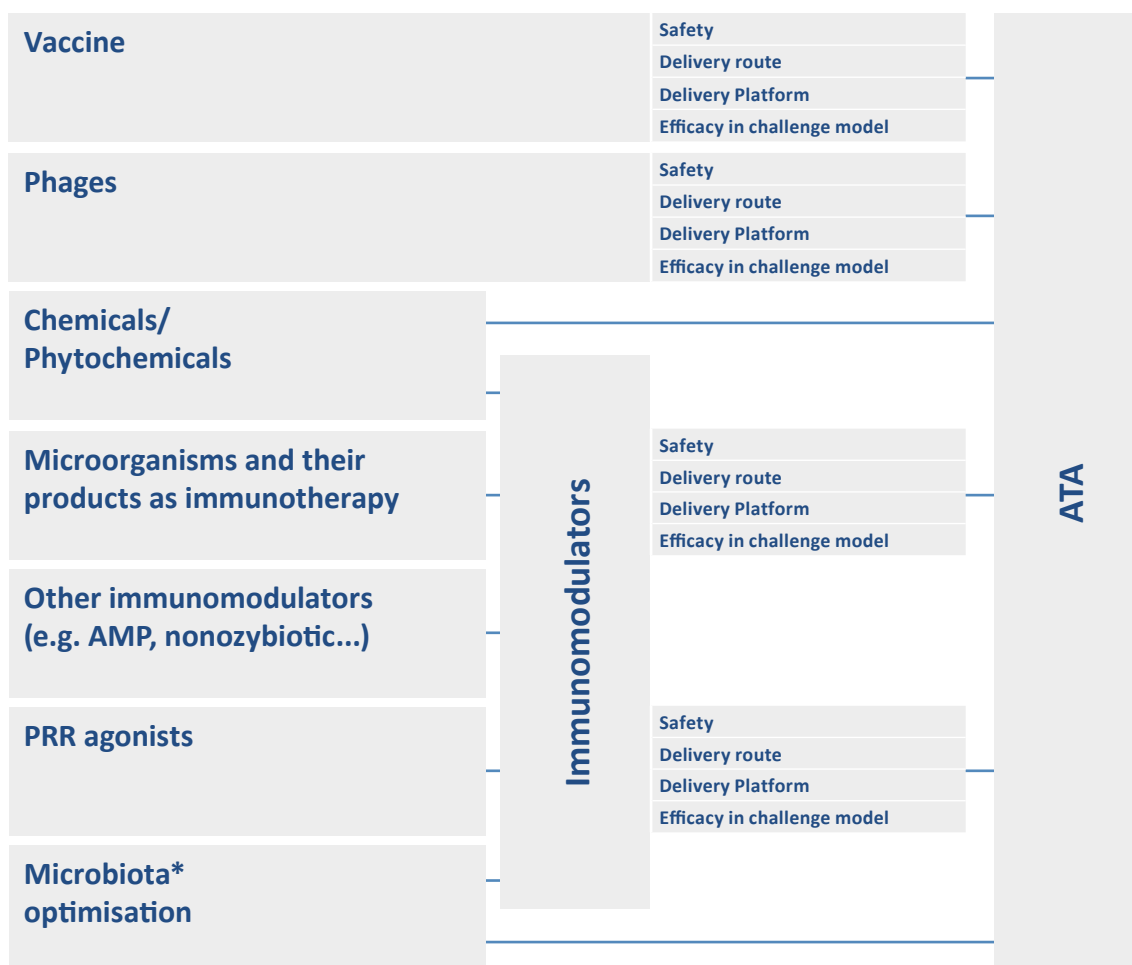 Vaccine
Safety
Delivery route
Delivery Platform
Efficacy in challenge model
Phages
Safety
Delivery route
Delivery Platform
Efficacy in challenge model
Chemicals/
Phytochemicals
Microorganisms and their
products as immunotherapy
Other immunomodulators
(e.g. AMP, nonozybiotic...)
PRR agonists
Microbiota*
optimisation
Immunomodulators
Safety
Delivery route
Delivery Platform
Efficacy in challenge model
Safety
Delivery route
Delivery Platform
Efficacy in challenge model
ATA